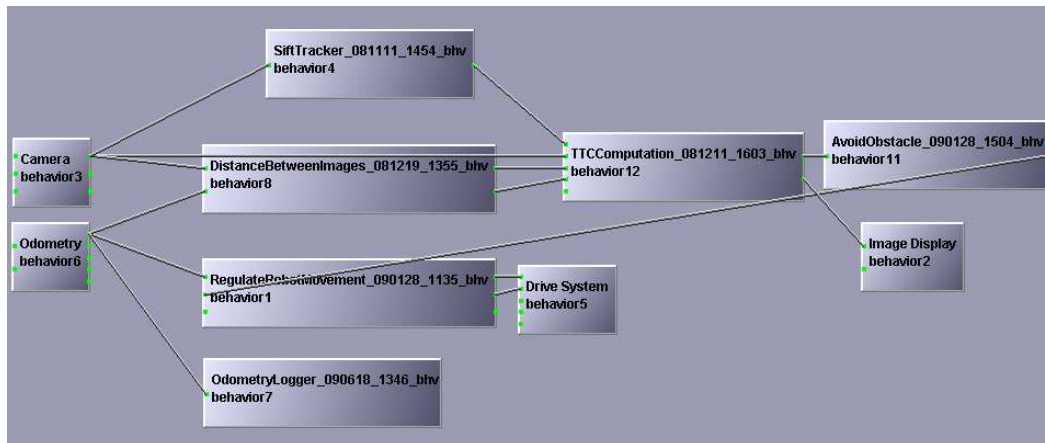 SiftTracker_081111_1454_bhv
behavior4
Camera
behavior3
DistanceBetweenImages_081219_1355_bhv
behavior8
TTCComputation_081211_1603_bhv
behavior12
AvoidObstacle_090128_1504_bhv
behavior11
Odometry
behavior6
Image Display
behavior2
RegulateRobotMovement_090128_1135_bhv
behavior1
Drive System
behavior5
OdometryLogger_090618_1346_bhv
behavior7